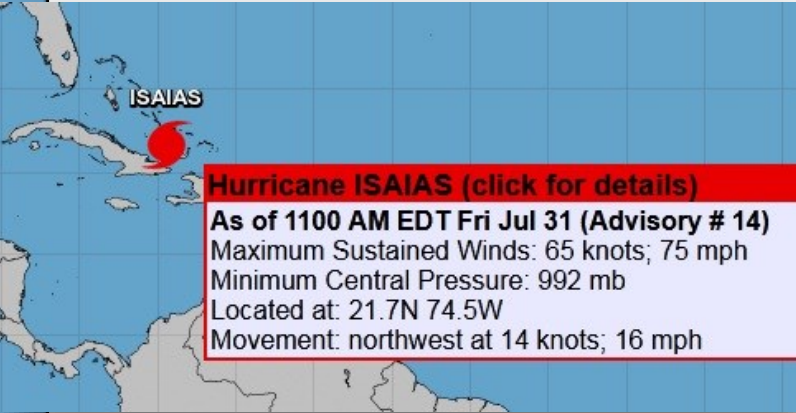 ISAIAS
Hurricane ISAIAS (click for details)
As of 1100 AM EDT Fri Jul 31 (Advisory # 14)
Maximum Sustained Winds: 65 knots; 75 mph
Minimum Central Pressure: 992 mb
Located at: 21.7N 74.5W
Movement: northwest at 14 knots; 16 mph